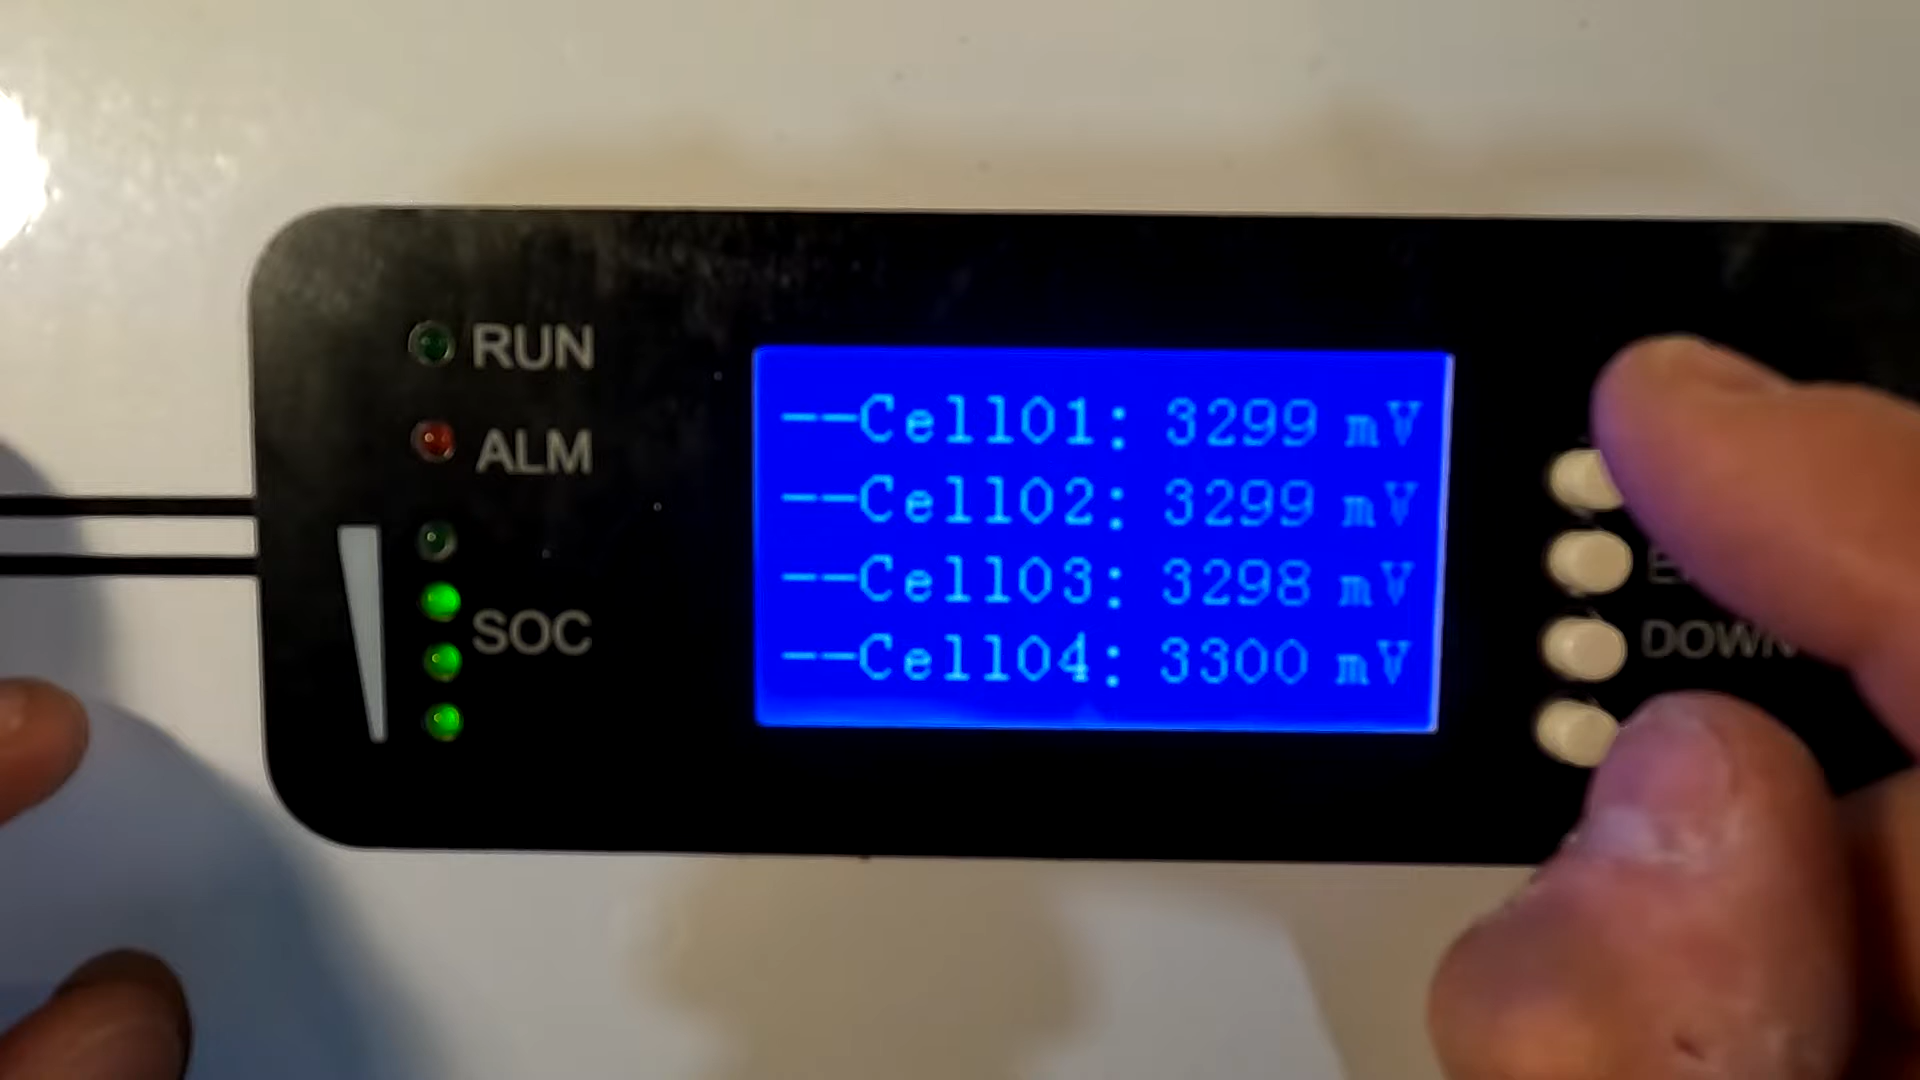 RUN
ALM
SOC
--Cell01: 3299 mV
--Cell02: 3299 mV
--Cell03: 3298 mV
--Cell04: 3300 mV
DOWN